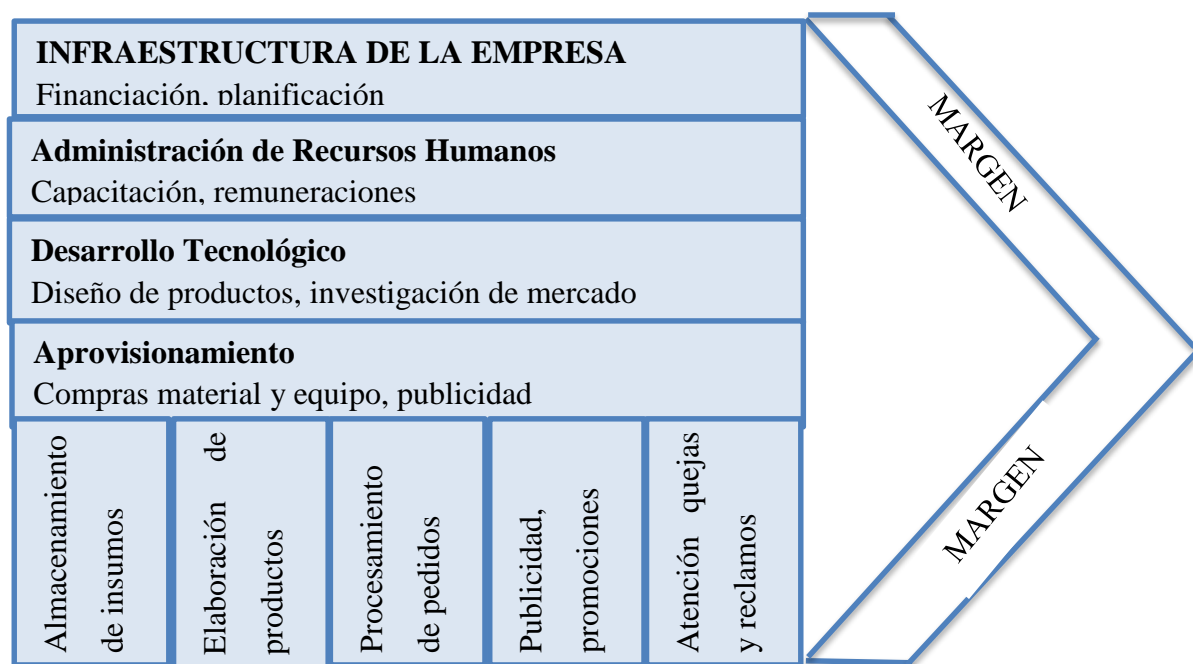 INFRAESTRUCTURA DE LA EMPRESA
Financiación, planificación
Administración de Recursos Humanos
Capacitación, remuneraciones
Desarrollo Tecnológico
Diseño de productos, investigación de mercado
Aprovisionamiento
Compras material y equipo, publicidad
Almacenamiento
de insumos
Elaboración de
productos
Procesamiento
de pedidos
Publicidad,
promociones
Atención quejas
y reclamos
MARGEN
MARGEN